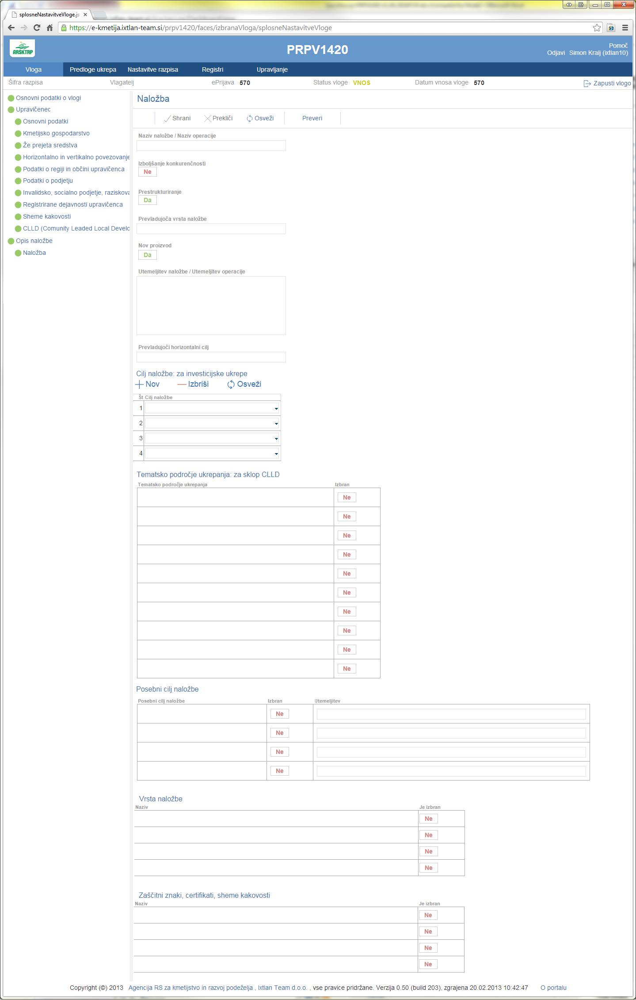 splosneNastavitveVloge.js
https://e-kmetija.ixtlan-team.si/prpv1420/faces/izbranaVloga/splosneNastavitveVloge
ARSKTRP
PRPV1420
Pomoč
Odjavi Simon Kralj (ixtlan10)
Vloga Predloge ukrepa Nastavitve razpisa Registri Upravljanje
Šifra razpisa Vlagatelj ePrijava 570 Status vloge VNOS Datum vnosa vloge 570 Zapusti vlogo
Osnovni podatki o vlogi
Upravičenec
Osnovni podatki
Kmetijsko gospodarstvo
Že prejeta sredstva
Horizontalno in vertikalno povezovanje
Podatki o regiji in občini upravičenca
Podatki o podjetju
Invalidsko, socialno podjetje, raziskova
Registrirane dejavnosti upravičenca
Sheme kakovosti
CLLD (Comunity Leaded Local Develo
Opis naložbe
Naložba
Naložba
Shrani Prekliči Osveži Preveri
Naziv naložbe / Naziv operacije
Izboljšanje konkurenčnosti
Ne
Prestrukturiranje
Da
Prevladujoča vrsta naložbe
Nov proizvod
Da
Utemeljitev naložbe / Utemeljitev operacije
Prevladujoči horizontalni cilj
Cilj naložbe: za investicijske ukrepe
Nov Izbriši Osveži
Št Cilj naložbe
1
2
3
4
Tematsko področje ukrepanja: za sklop CLLD
Tematsko področje ukrepanja Izbran
Ne
Ne
Ne
Ne
Ne
Ne
Ne
Ne
Ne
Ne
Posebni cilj naložbe
Posebni cilj naložbe Izbran Utemeljitev
Ne
Ne
Ne
Ne
Vrsta naložbe
Naziv Je izbran
Ne
Ne
Ne
Ne
Zaščitni znaki, certifikati, sheme kakovosti
Naziv Je izbran
Ne
Ne
Ne
Ne
Copyright (©) 2013 Agencija RS za kmetijstvo in razvoj podeželja , Ixtlan Team d.o.o. , vse pravice pridržane. Verzija 0.50 (build 203), zgrajena 20.02.2013 10:42:47 O portalu